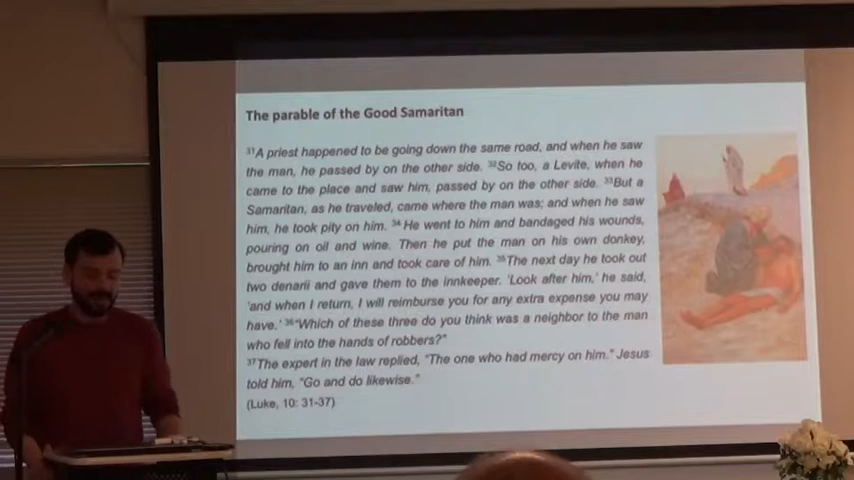 The parable of the Good Samaritan
³¹A priest happened to be going down the same road, and when he saw
the man, he passed by on the other side. ³²So too, a Levite, when he
came to the place and saw him, passed by on the other side. ³³But a
Samaritan, as he traveled, came where the man was; and when he saw
him, he took pity on him. ³⁴He went to him and bandaged his wounds,
pouring on oil and wine. Then he put the man on his own donkey,
brought him to an inn and took care of him. ³⁵The next day he took out
two denarii and gave them to the innkeeper. 'Look after him,' he said,
'and when I return, I will reimburse you for any extra expense you may
have.' ³⁶"Which of these three do you think was a neighbor to the man
who fell into the hands of robbers?"
³⁷The expert in the law replied, "The one who had mercy on him." Jesus
told him, "Go and do likewise."
(Luke, 10: 31-37)